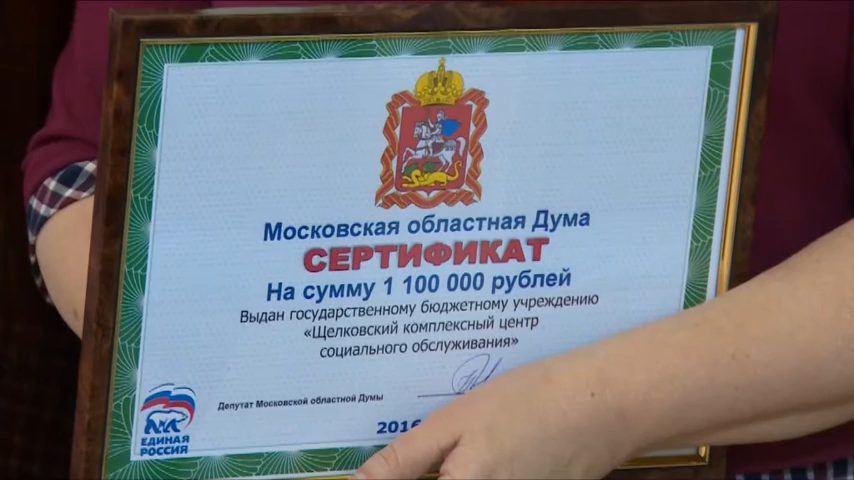 Московская областная Дума
СЕРТИФИКАТ
На сумму 1 100 000 рублей
Выдан государственному бюджетному учреждению
"Щелковский комплексный центр
социального обслуживания»
Депутат Московской областной Думы
2016
ЕДИНАЯ
РОССИЯ